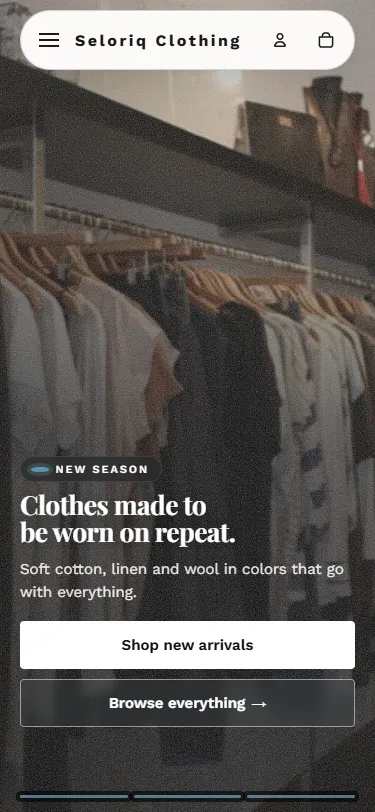 Seloriq Clothing
NEW SEASON
Clothes made to
be worn on repeat.
Soft cotton, linen and wool in colors that go
with everything.
Shop new arrivals
Browse everything →